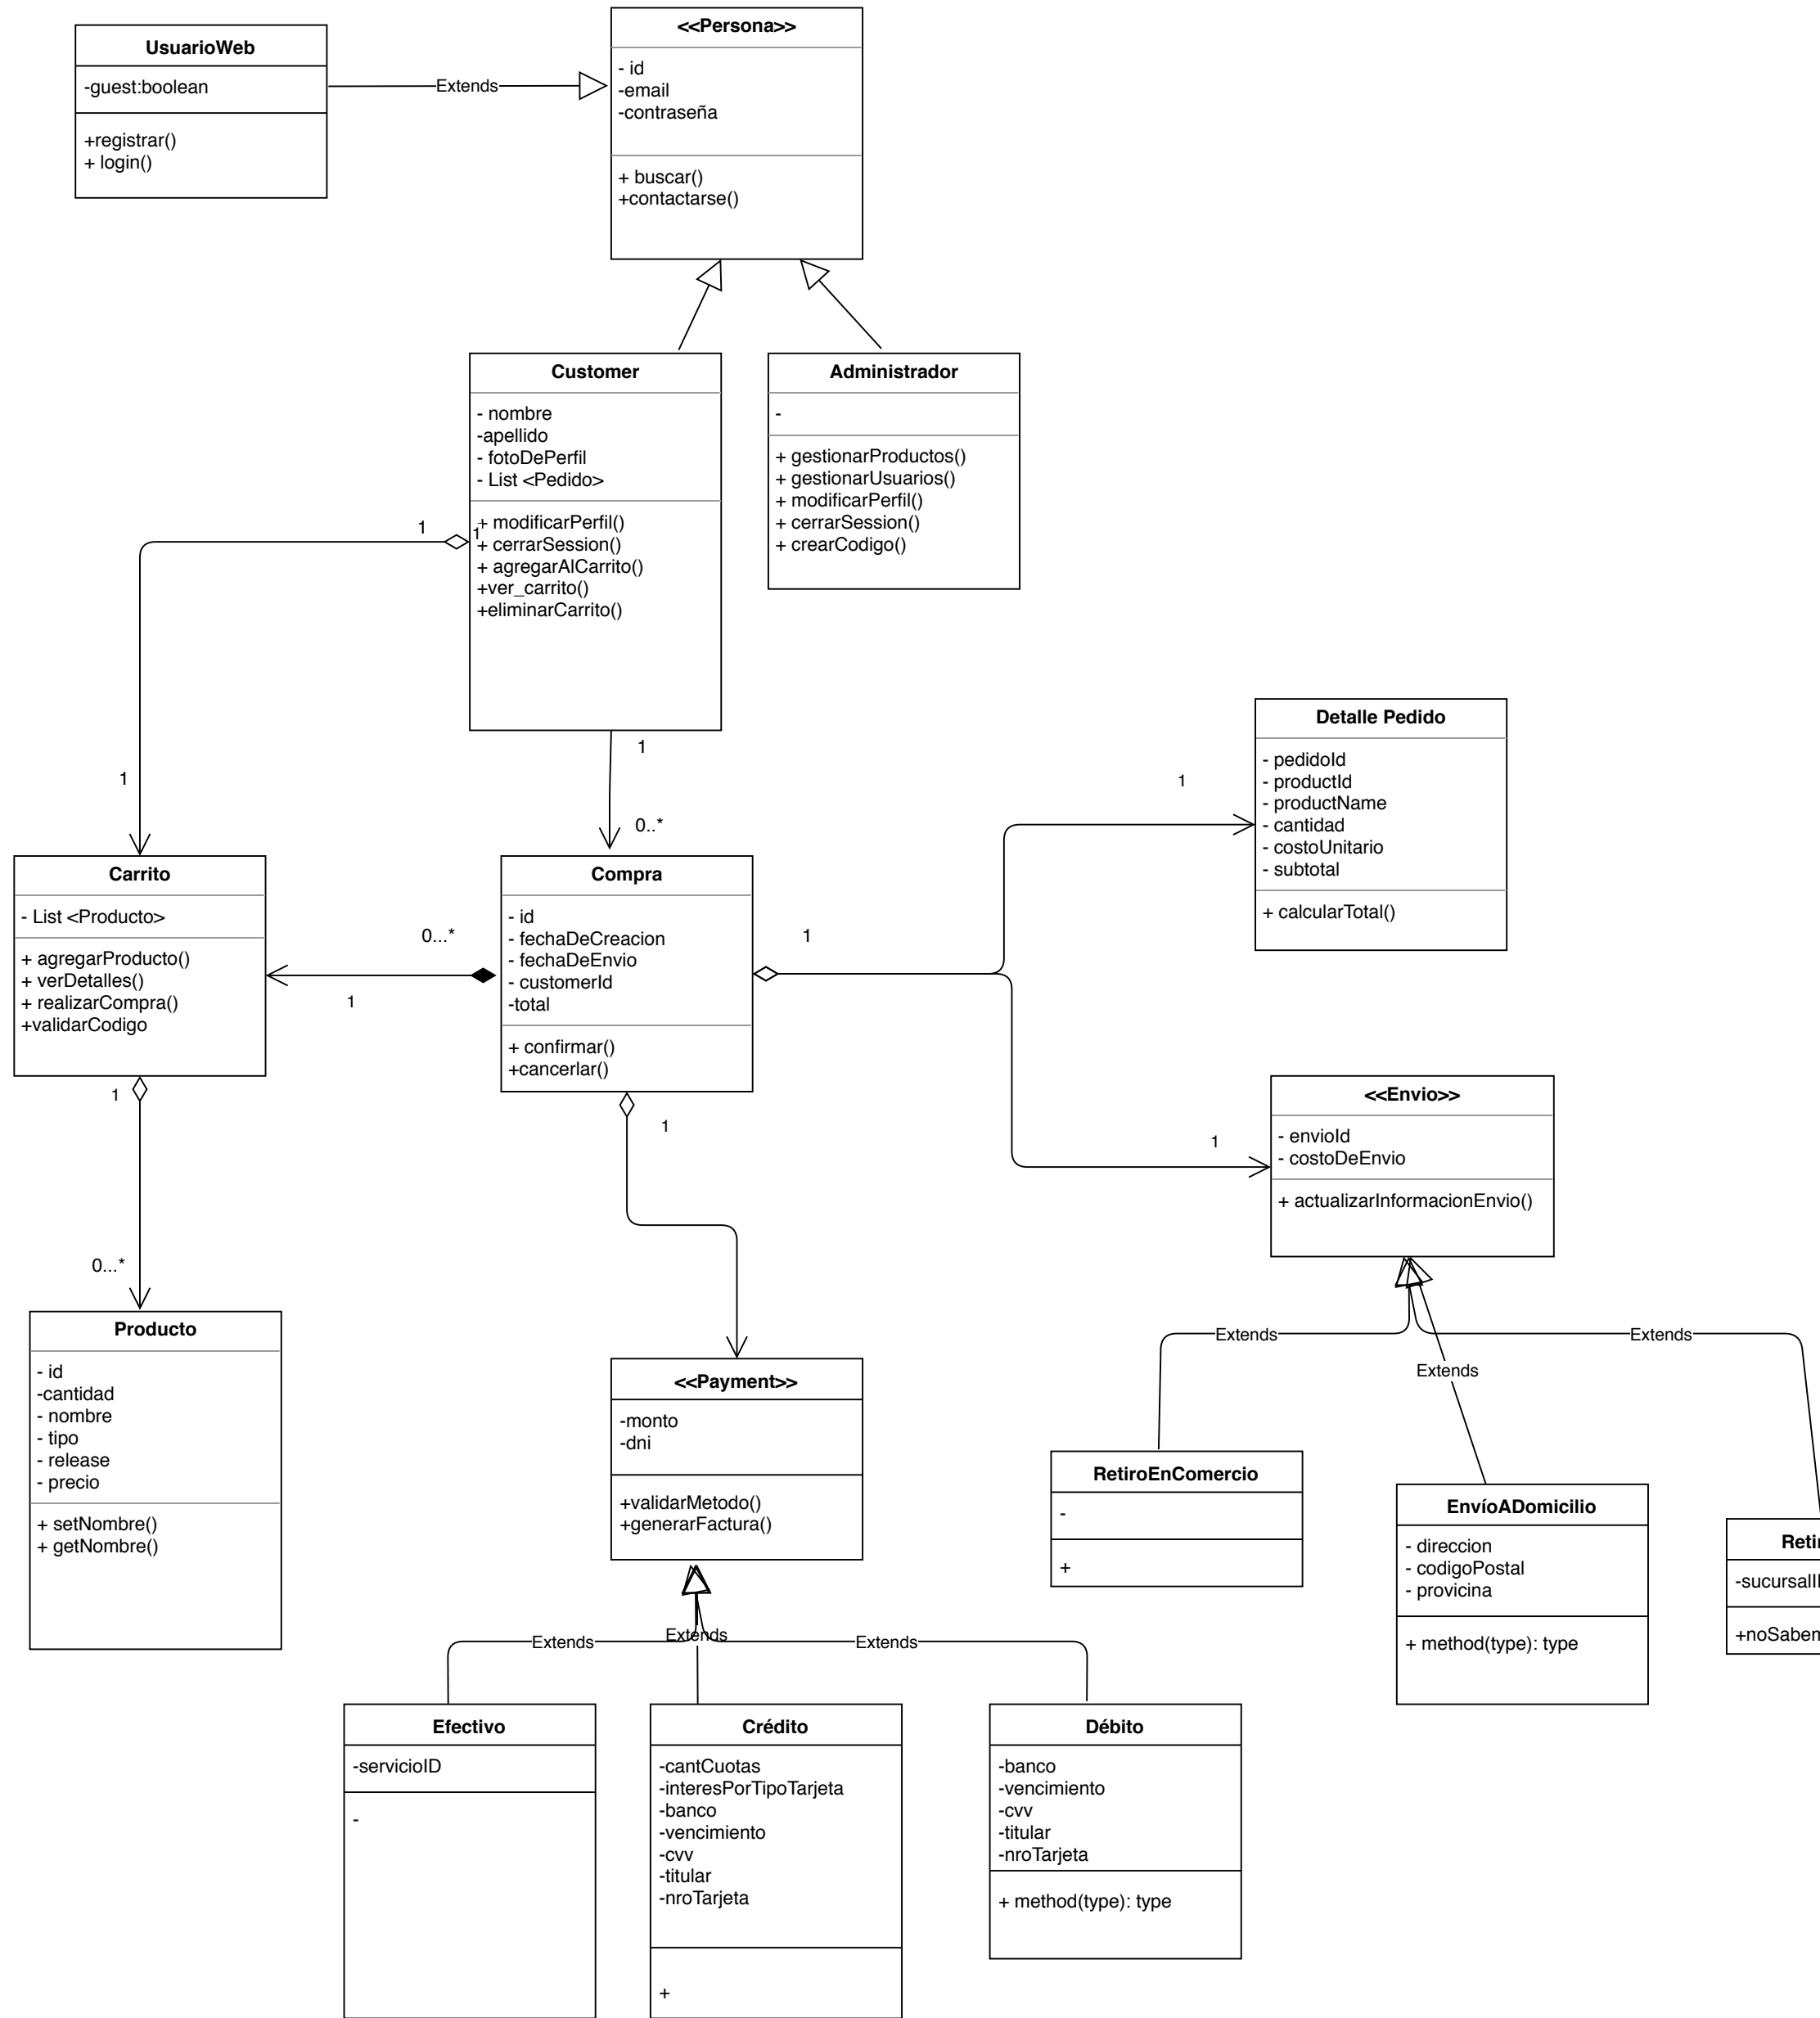 UsuarioWeb
-guest:boolean
+registrar()
+ login()
Extends
<<Persona>>
- id
-email
-contraseña
+ buscar()
+contactarse()
Customer
- nombre
-apellido
- fotoDePerfil
- List <Pedido>
+ modificarPerfil()
+ cerrarSession()
+ agregarAlCarrito()
+ver_carrito()
+eliminarCarrito()
Administrador
-
+ gestionarProductos()
+ gestionarUsuarios()
+ modificarPerfil()
+ cerrarSession()
+ crearCodigo()
1
1
1
1
0..*
Detalle Pedido
- pedidoId
- productId
- productName
- cantidad
- costoUnitario
- subtotal
+ calcularTotal()
1
Carrito
- List <Producto>
+ agregarProducto()
+ verDetalles()
+ realizarCompra()
+validarCodigo
0...*
1
Compra
- id
- fechaDeCreacion
- fechaDeEnvio
- customerId
-total
+ confirmar()
+cancerlar()
1
1
1
<<Envio>>
- envioId
- costoDeEnvio
+ actualizarInformacionEnvio()
1
0...*
Producto
- id
-cantidad
- nombre
- tipo
- release
- precio
+ setNombre()
+ getNombre()
<<Payment>>
-monto
-dni
+validarMetodo()
+generarFactura()
Extends
Extends
Extends
RetiroEnComercio
-
+
EnvíoADomicilio
- direccion
- codigoPostal
- provicina
+ method(type): type
Extends
Extends
Extends
Efectivo
-servicioID
-
Crédito
-cantCuotas
-interesPorTipoTarjeta
-banco
-vencimiento
-cvv
-titular
-nroTarjeta
+
Débito
-banco
-vencimiento
-cvv
-titular
-nroTarjeta
+ method(type): type